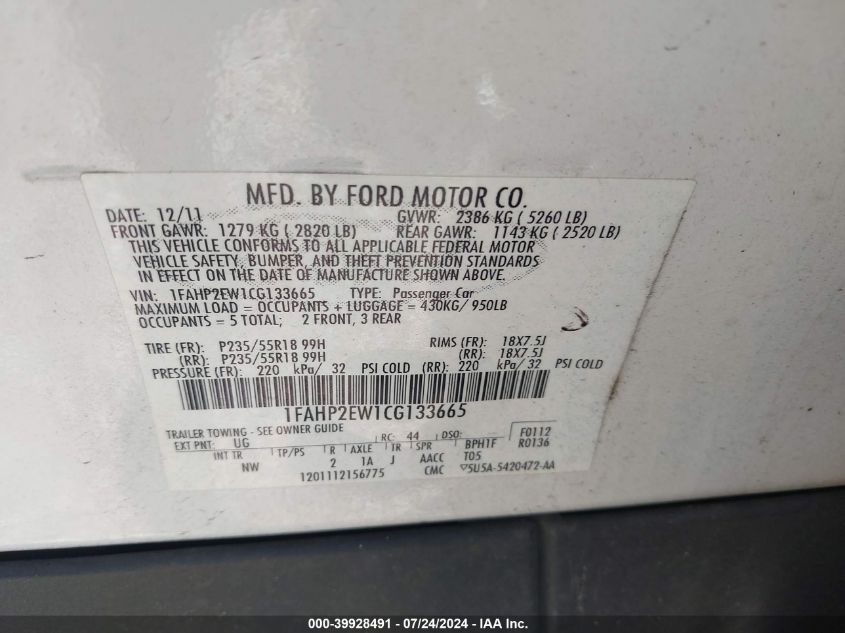 MFD. BY FORD MOTOR CO.
DATE: 12/11 GVWR: 2386 KG ( 5260 LB)
FRONT GAWR: 1279 KG ( 2820 LB) REAR GAWR: 1143 KG ( 2520 LB)
THIS VEHICLE CONFORMS TO ALL APPLICABLE FEDERAL MOTOR
VEHICLE SAFETY, BUMPER, AND THEFT PREVENTION STANDARDS
IN EFFECT ON THE DATE OF MANUFACTURE SHOWN ABOVE.
VIN: 1FAHP2EW1CG133665 TYPE: Passenger Car
MAXIMUM LOAD = OCCUPANTS + LUGGAGE = 430KG/ 950LB
OCCUPANTS = 5 TOTAL; 2 FRONT, 3 REAR
TIRE (FR): P235/55R18 99H RIMS (FR): 18X7.5J
(RR): P235/55R18 99H (RR): 18X7.5J
PRESSURE (FR): 220 kPa/ 32 PSI COLD (RR): 220 kPa/ 32 PSI COLD
1FAHP2EW1CG133665
TRAILER TOWING - SEE OWNER GUIDE RC: 44 DSO: F0112
EXT PNT: UG R0136
INT TR TP/PS R AXLE TR SPR BPH1F
NW 2 1A J AACC T05
1201112156775 CMC 5U5A-5420472-AA
000-39928491 / 07/24/2024 / IAA Inc.